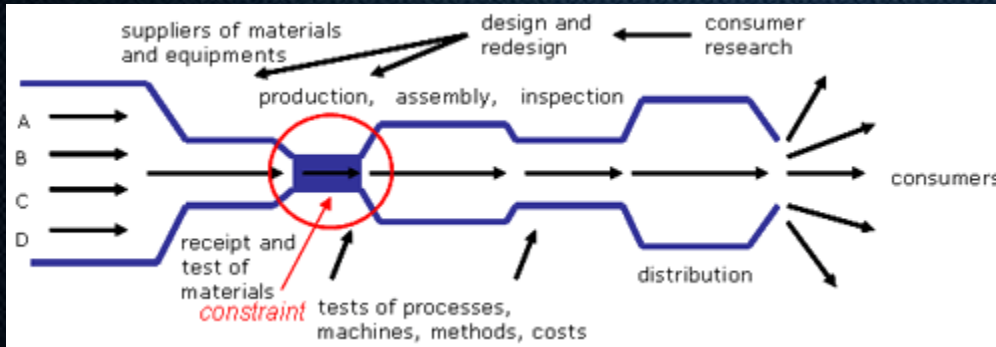 suppliers of materials
and equipments
design and
redesign
consumer
research
production, assembly, inspection
A
B
C
D
consumers
receipt and
test of
materials
constraint
tests of processes,
machines, methods, costs
distribution